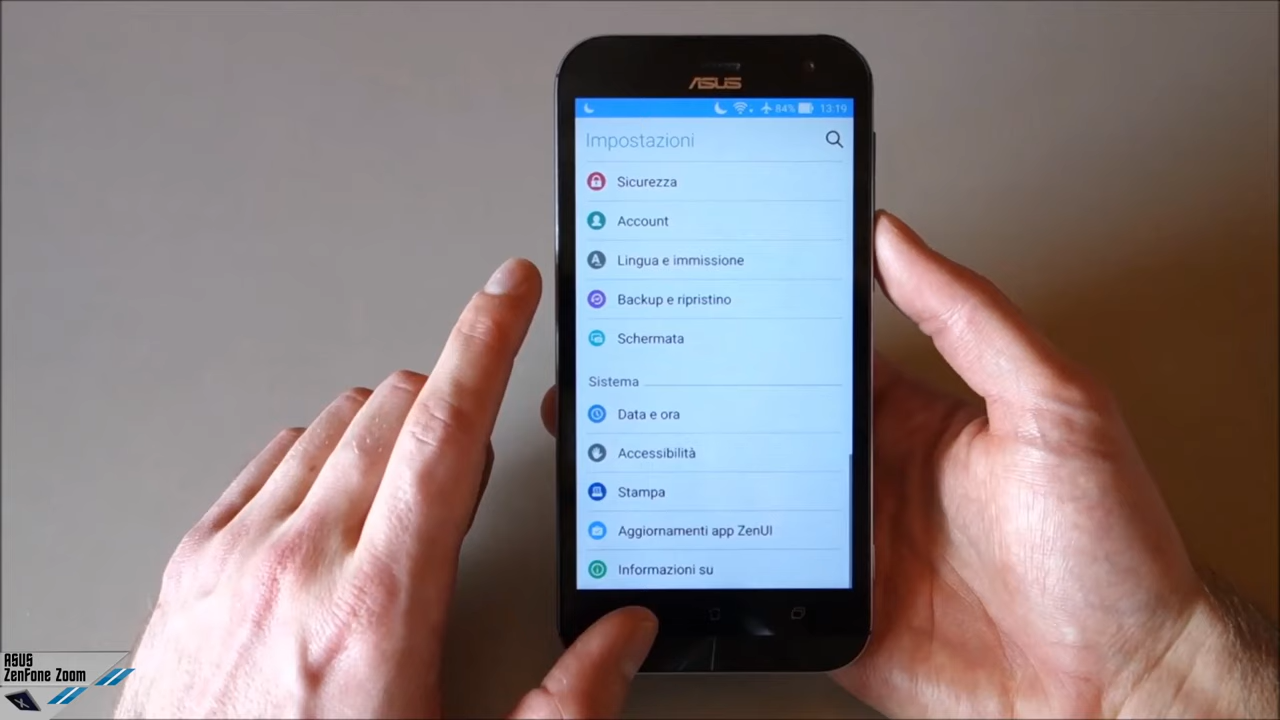 ASUS
84% 13:19
Impostazioni
Sicurezza
Account
Lingua e immissione
Backup e ripristino
Schermata
Sistema
Data e ora
Accessibilità
Stampa
Aggiornamenti app ZenUI
Informazioni su
ASUS
ZenFone Zoom